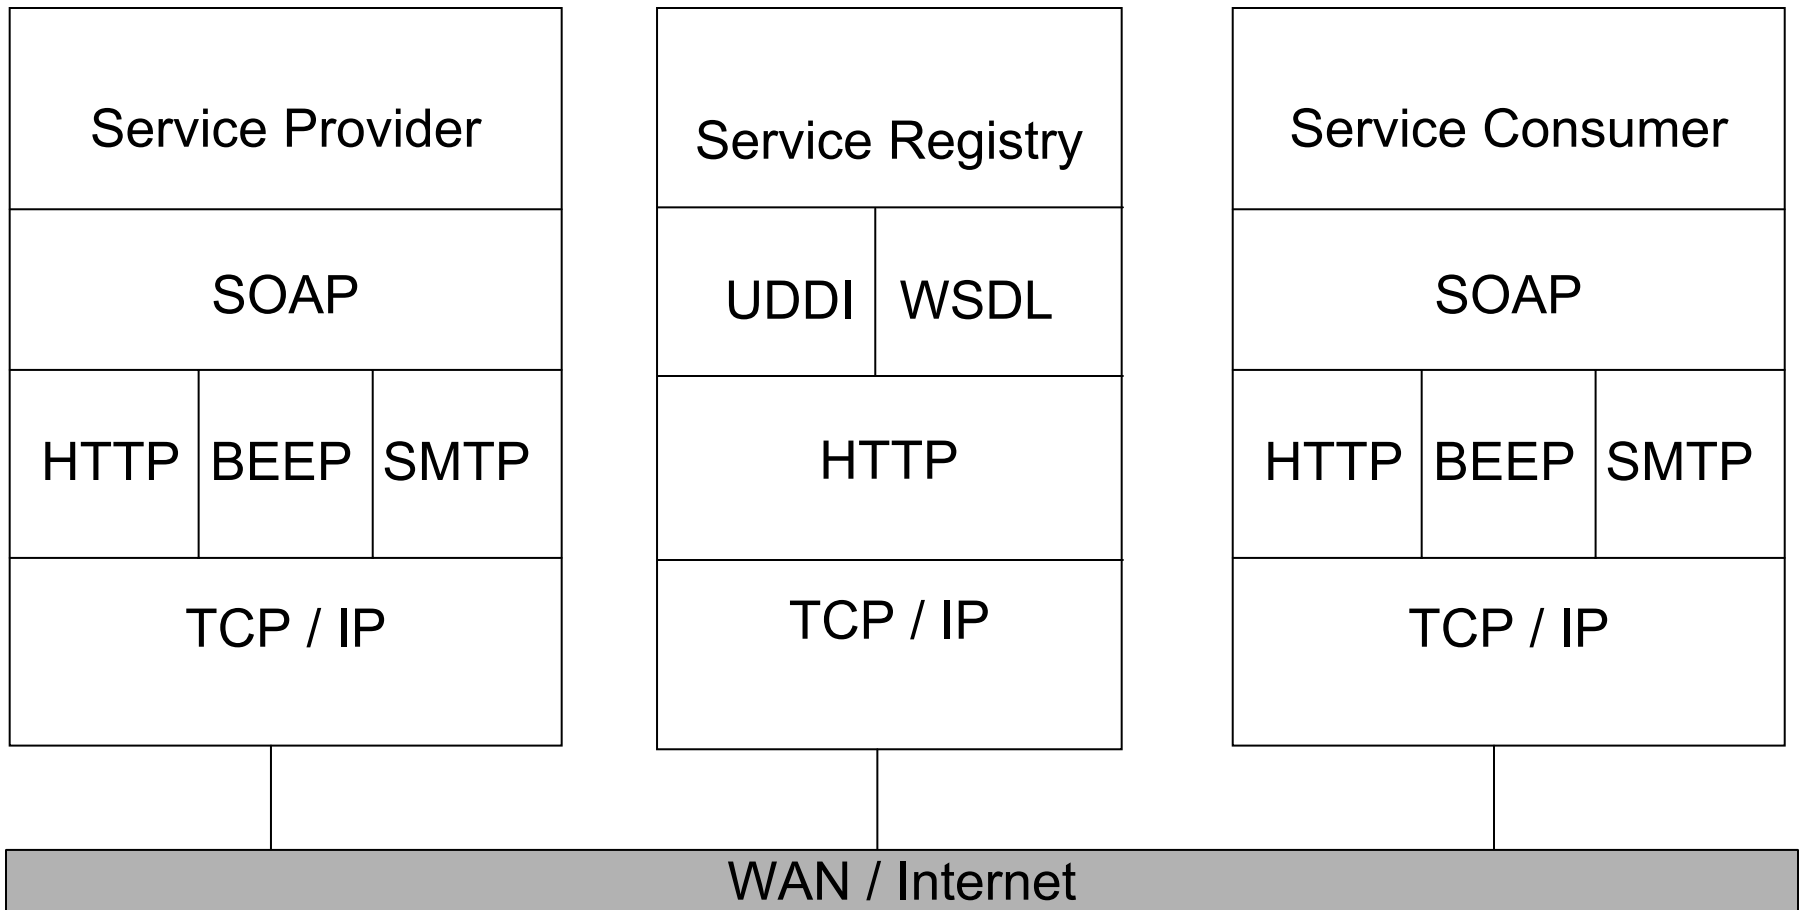 Service Provider
SOAP
HTTP BEEP SMTP
TCP / IP
Service Registry
UDDI WSDL
HTTP
TCP / IP
Service Consumer
SOAP
HTTP BEEP SMTP
TCP / IP
WAN / Internet